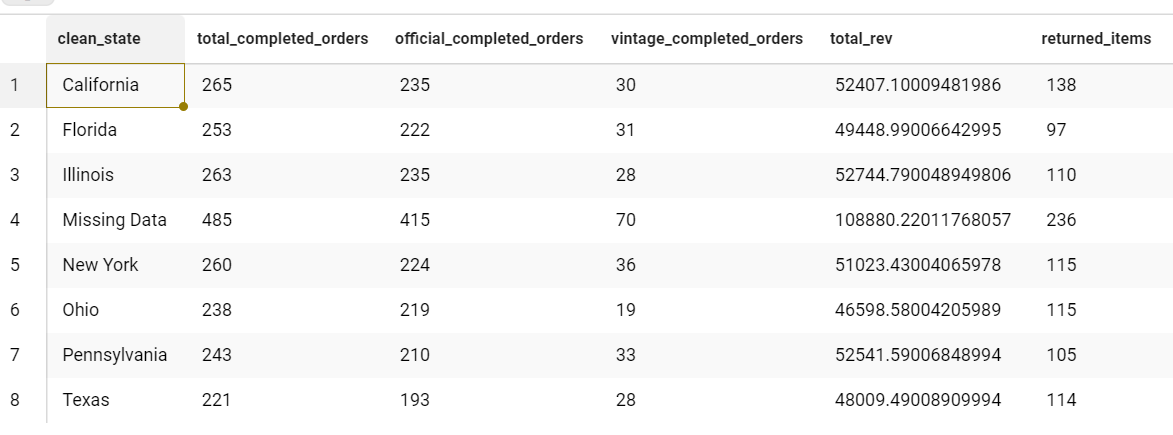 clean_state total_completed_orders official_completed_orders vintage_completed_orders total_rev returned_items
1 California 265 235 30 52407.10009481986 138
2 Florida 253 222 31 49448.99006642995 97
3 Illinois 263 235 28 52744.790048949806 110
4 Missing Data 485 415 70 108880.22011768057 236
5 New York 260 224 36 51023.43004065978 115
6 Ohio 238 219 19 46598.58004205989 115
7 Pennsylvania 243 210 33 52541.59006848994 105
8 Texas 221 193 28 48009.49008909994 114